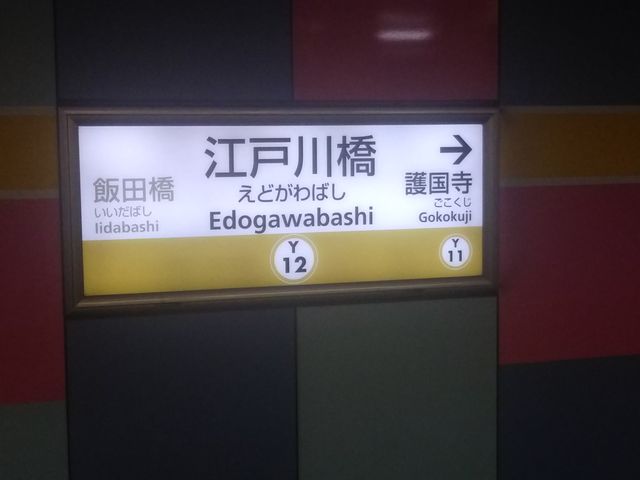 飯田橋
いいだばし
Iidabashi
江戸川橋
えどがわばし
Edogawabashi
Y
12
→
護国寺
ごこくじ
Gokokuji
Y
11